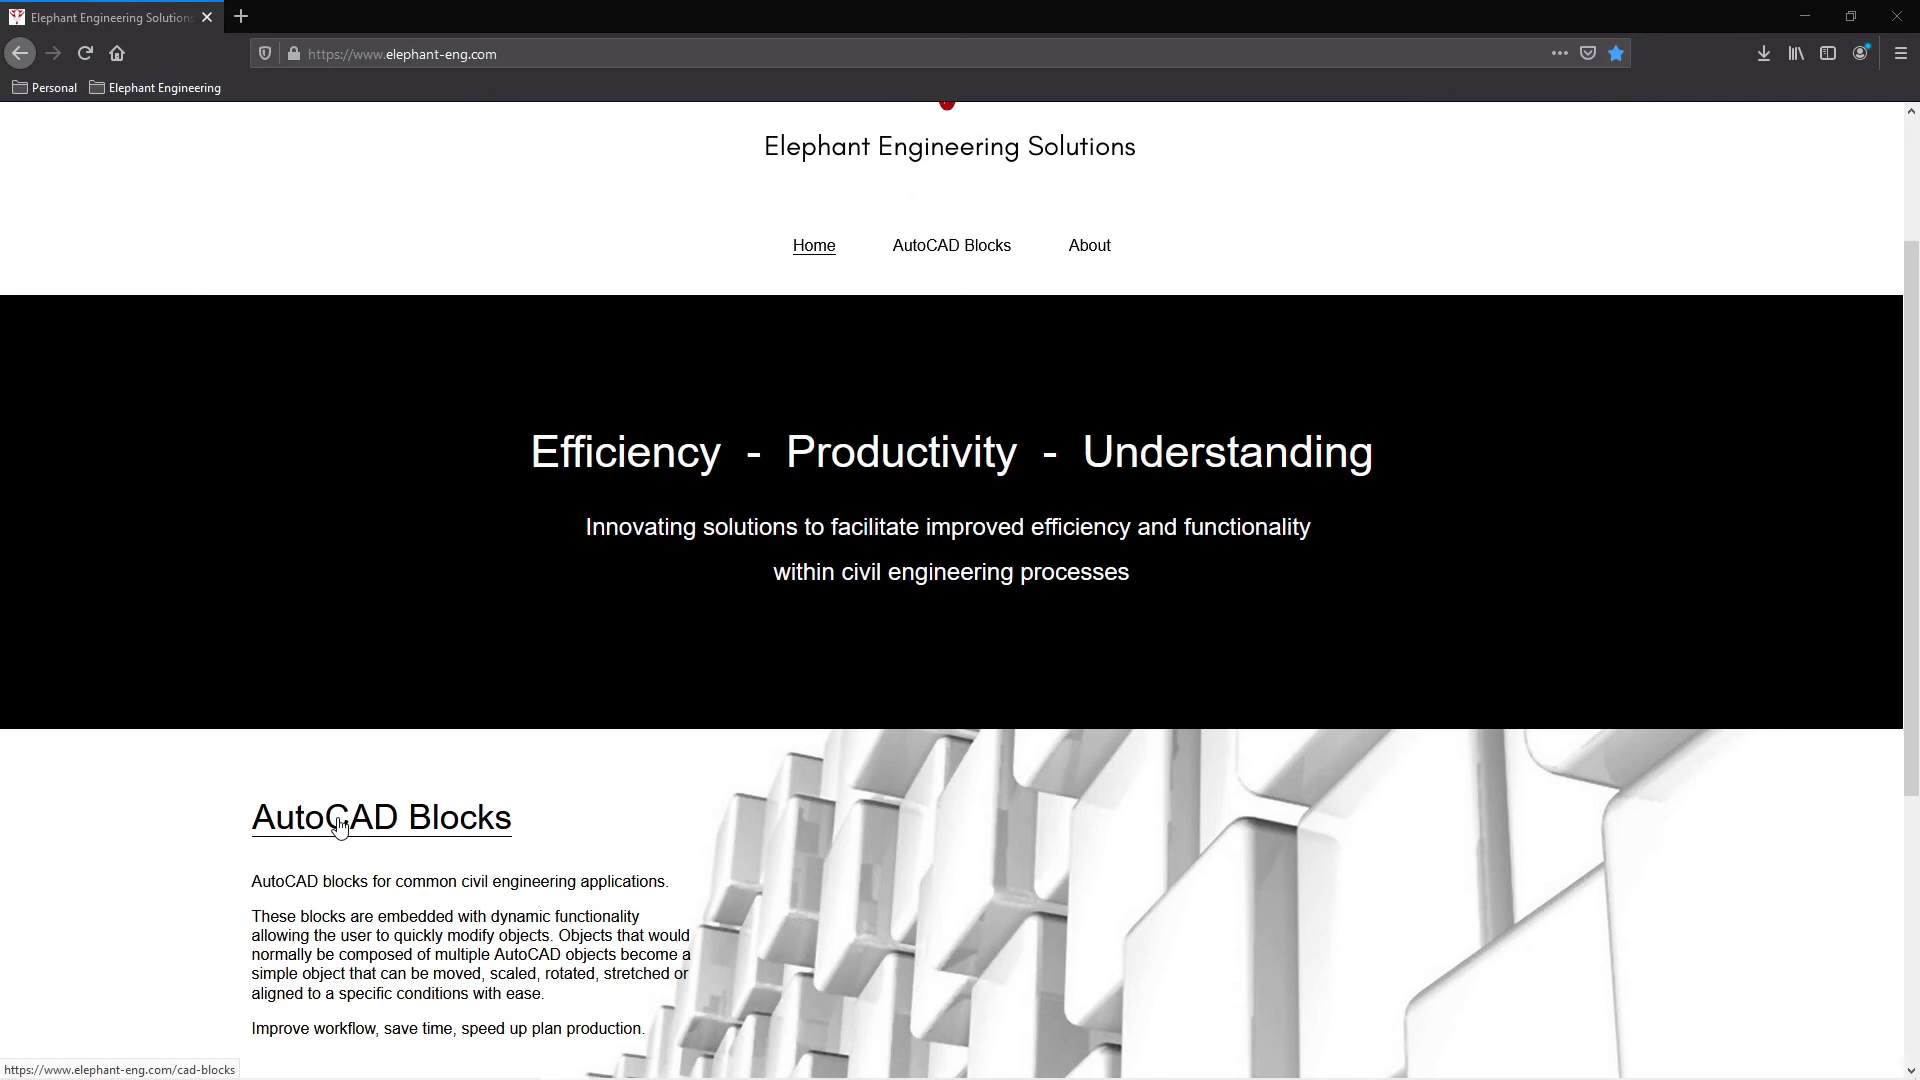 Elephant Engineering Solutions
https://www.elephant-eng.com
Personal
Elephant Engineering
Elephant Engineering Solutions
Home
AutoCAD Blocks
About
Efficiency - Productivity - Understanding
Innovating solutions to facilitate improved efficiency and functionality
within civil engineering processes
AutoCAD Blocks
AutoCAD blocks for common civil engineering applications.
These blocks are embedded with dynamic functionality
allowing the user to quickly modify objects. Objects that would
normally be composed of multiple AutoCAD objects become a
simple object that can be moved, scaled, rotated, stretched or
aligned to a specific conditions with ease.
Improve workflow, save time, speed up plan production.
https://www.elephant-eng.com/cad-blocks